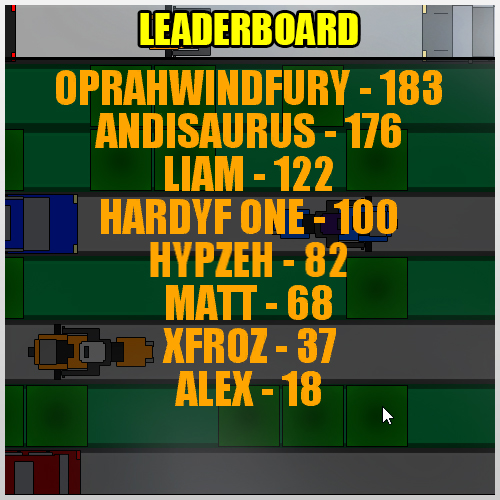 LEADERBOARD
OPRAHWINDFURY - 183
ANDISAURUS - 176
LIAM - 122
HARDYF ONE - 100
HYPZEH - 82
MATT - 68
XFROZ - 37
ALEX - 18